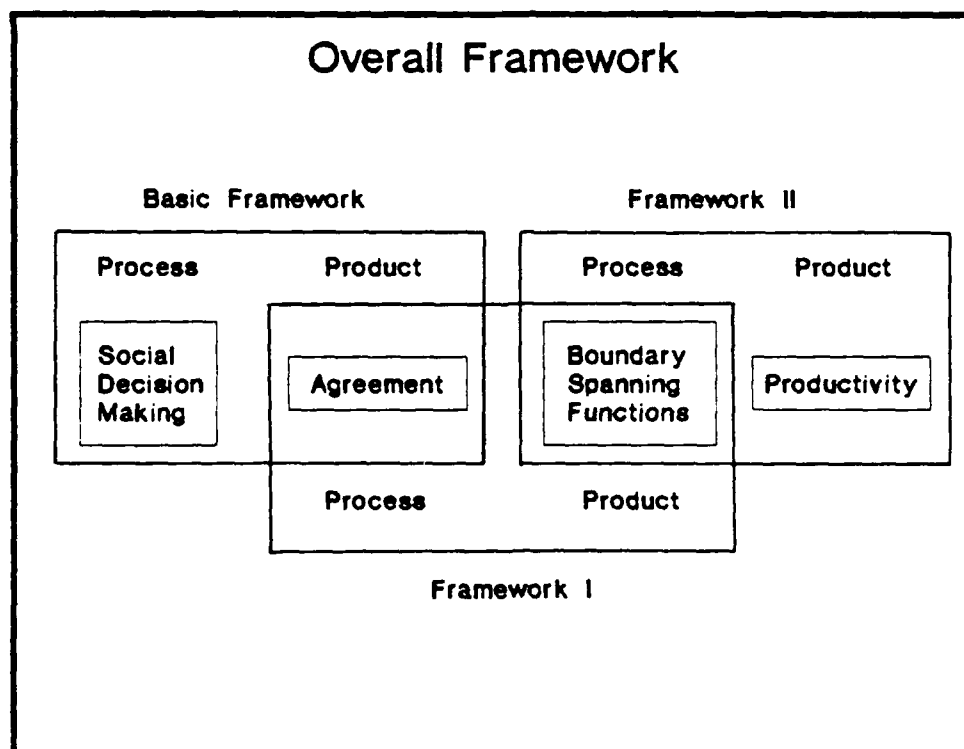 Overall Framework
Basic Framework
Framework II
Process
Product
Process
Product
Social
Decision
Making
Agreement
Boundary
Spanning
Functions
Productivity
Process
Product
Framework I